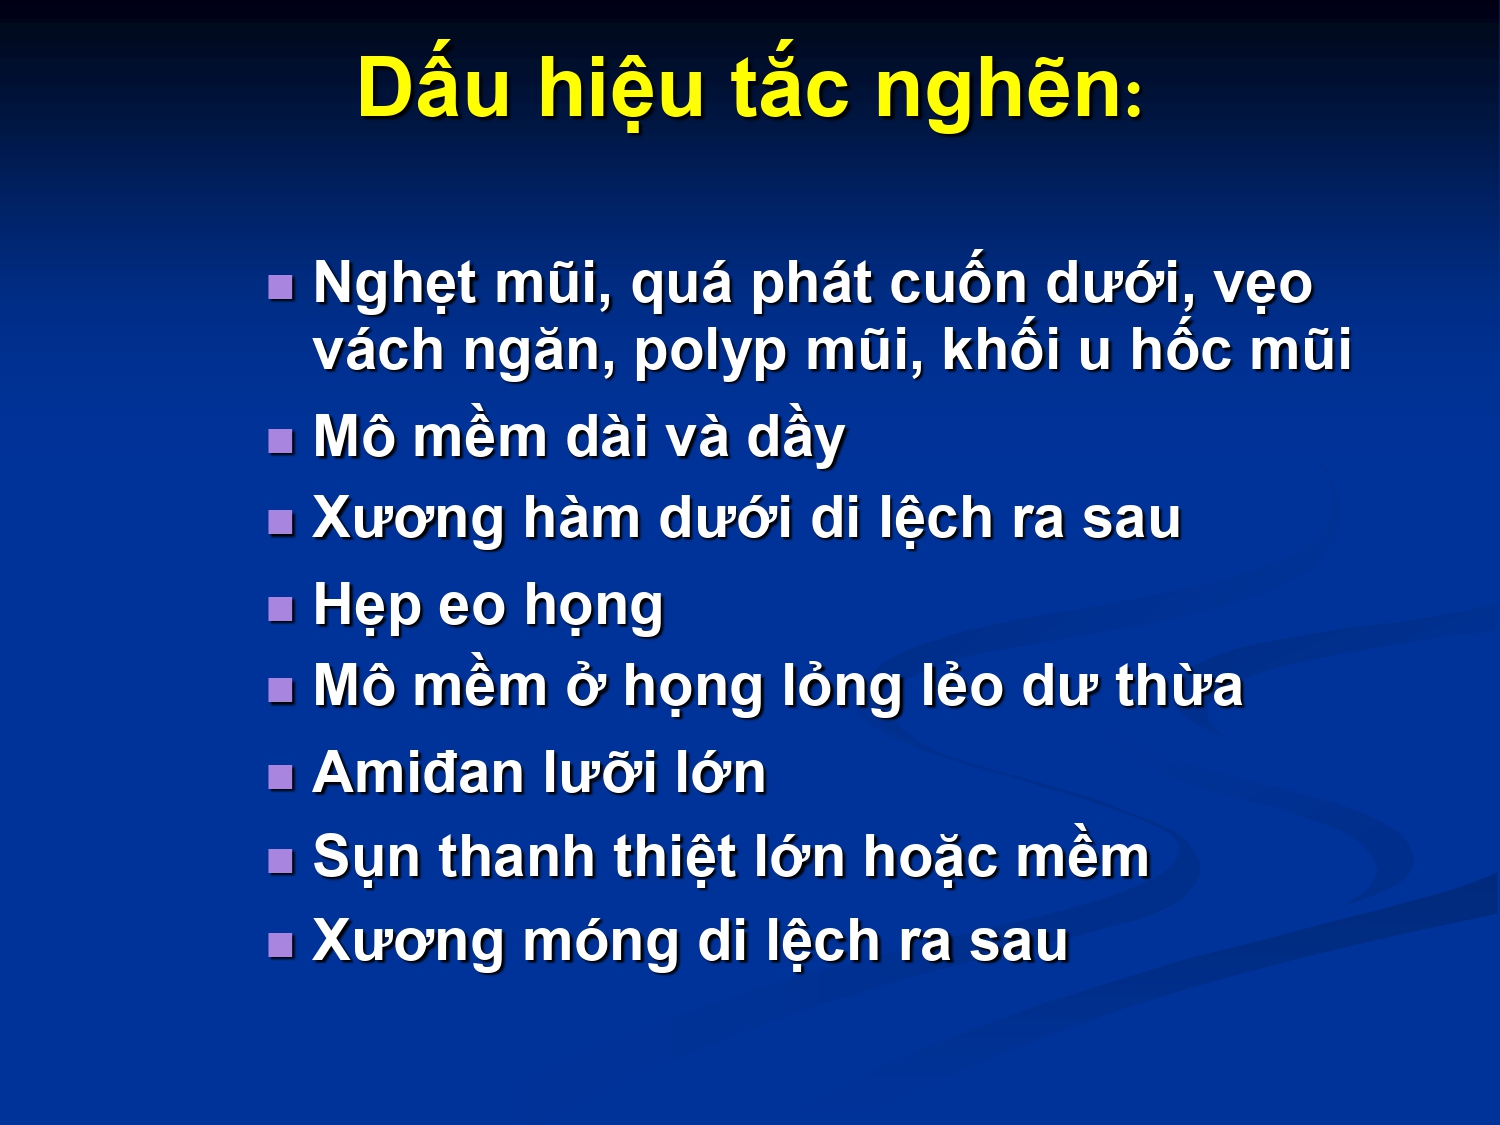 Dấu hiệu tắc nghẽn:
Nghẹt mũi, quá phát cuốn dưới, vẹo
vách ngăn, polyp mũi, khối u hốc mũi
Mô mềm dài và dầy
Xương hàm dưới di lệch ra sau
Hẹp eo họng
Mô mềm ở họng lỏng lẻo dư thừa
Amiđan lưỡi lớn
Sụn thanh thiệt lớn hoặc mềm
Xương móng di lệch ra sau